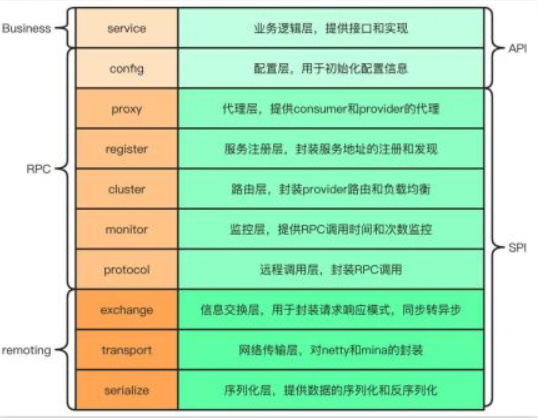 Business
service
业务逻辑层，提供接口和实现
API
config
配置层，用于初始化配置信息
RPC
proxy
代理层，提供consumer和provider的代理
register
服务注册层，封装服务地址的注册和发现
cluster
路由层，封装provider路由和负载均衡
monitor
监控层，提供RPC调用时间和次数监控
SPI
protocol
远程调用层，封装RPC调用
remoting
exchange
信息交换层，用于封装请求响应模式，同步转异步
transport
网络传输层，对netty和mina的封装
serialize
序列化层，提供数据的序列化和反序列化